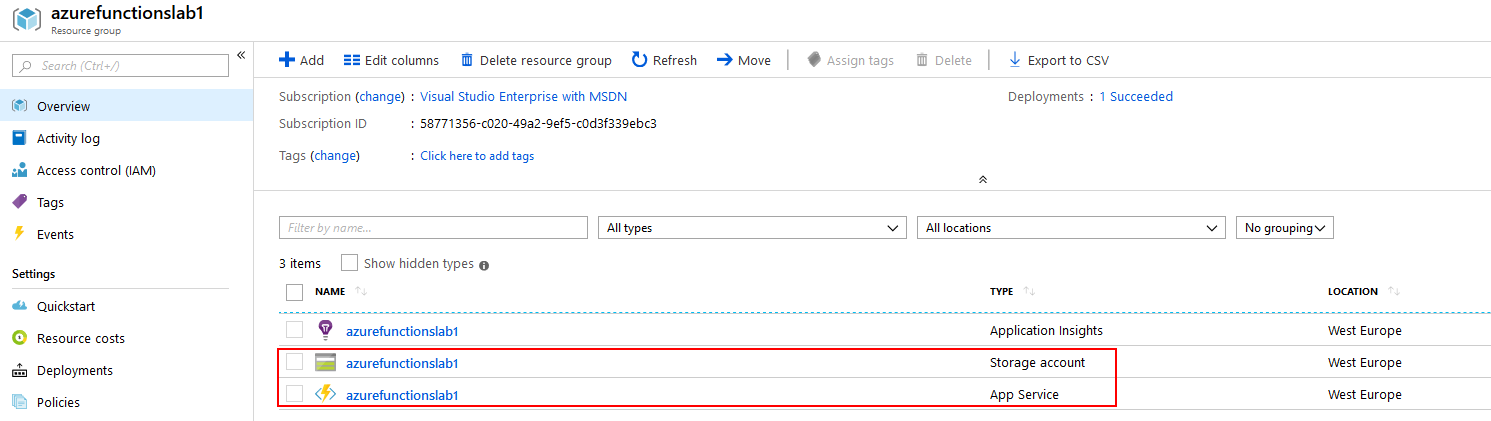 azurefunctionslab1
Resource group
Search (Ctrl+/)
Overview
Activity log
Access control (IAM)
Tags
Events
Settings
Quickstart
Resource costs
Deployments
Policies
Add Edit columns Delete resource group Refresh Move Assign tags Delete Export to CSV
Subscription (change) : Visual Studio Enterprise with MSDN Deployments : 1 Succeeded
Subscription ID : 58771356-c020-49a2-9ef5-c0d3f339ebc3
Tags (change) : Click here to add tags
Filter by name... All types All locations No grouping
3 items Show hidden types
NAME TYPE LOCATION
azurefunctionslab1 Application Insights West Europe
azurefunctionslab1 Storage account West Europe
azurefunctionslab1 App Service West Europe